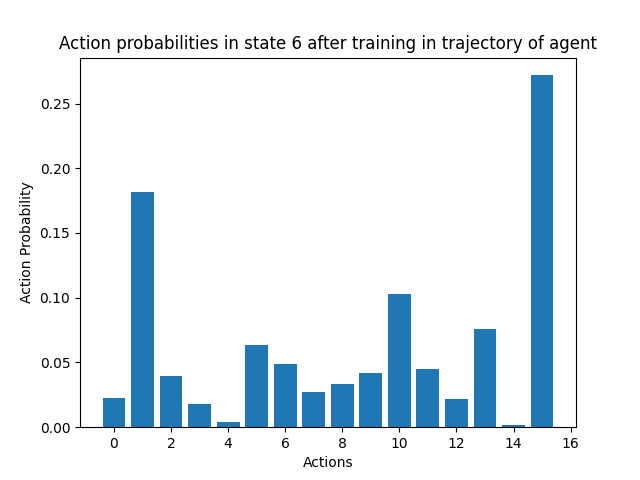 Action probabilities in state 6 after training in trajectory of agent
0.25
0.20
0.15
0.10
0.05
0.00
Action Probability
0 2 4 6 8 10 12 14 16
Actions